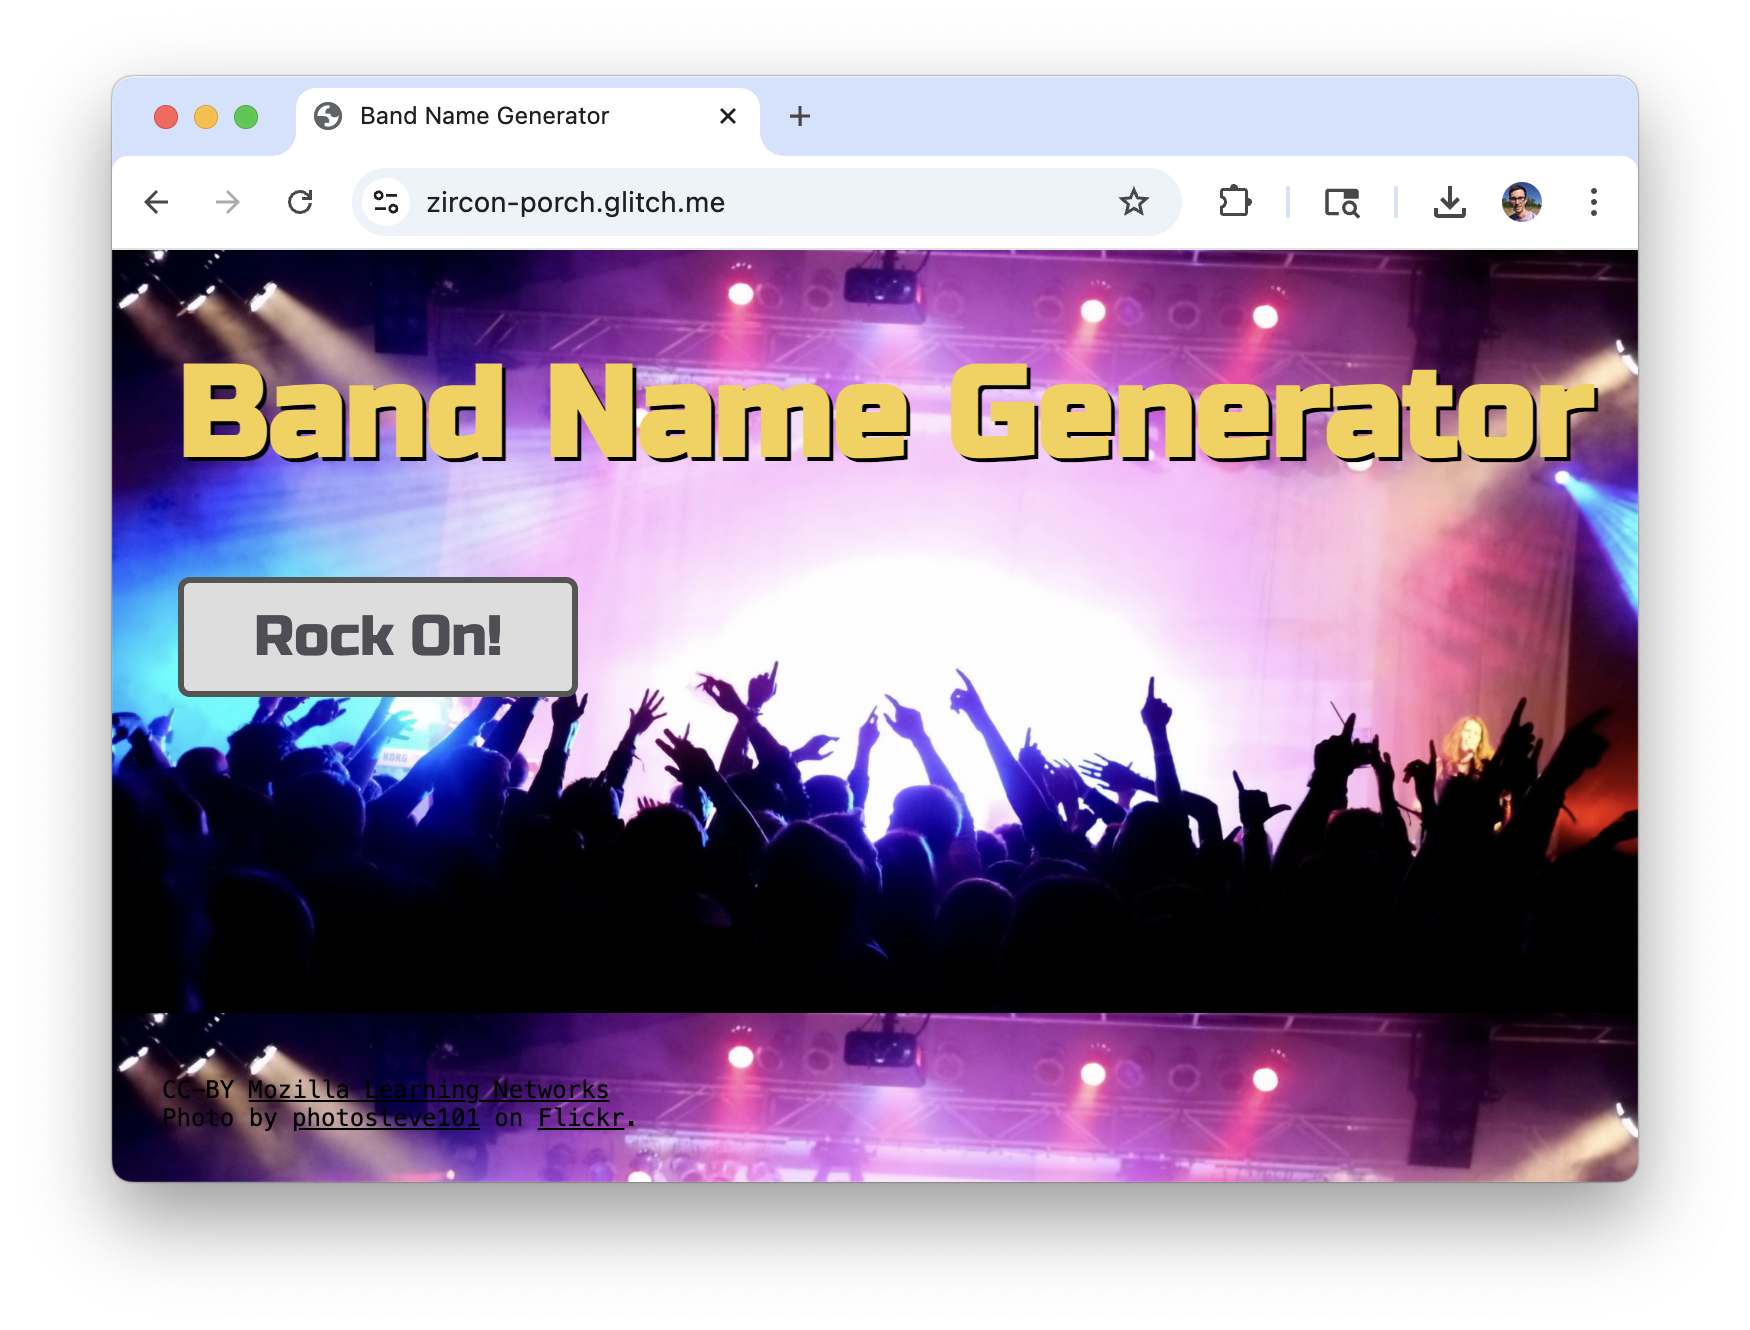 Band Name Generator
zircon-porch.glitch.me
Band Name Generator
Rock On!
KORG
CC-BY Mozilla Learning Networks
Photo by photosteve101 on Flickr.